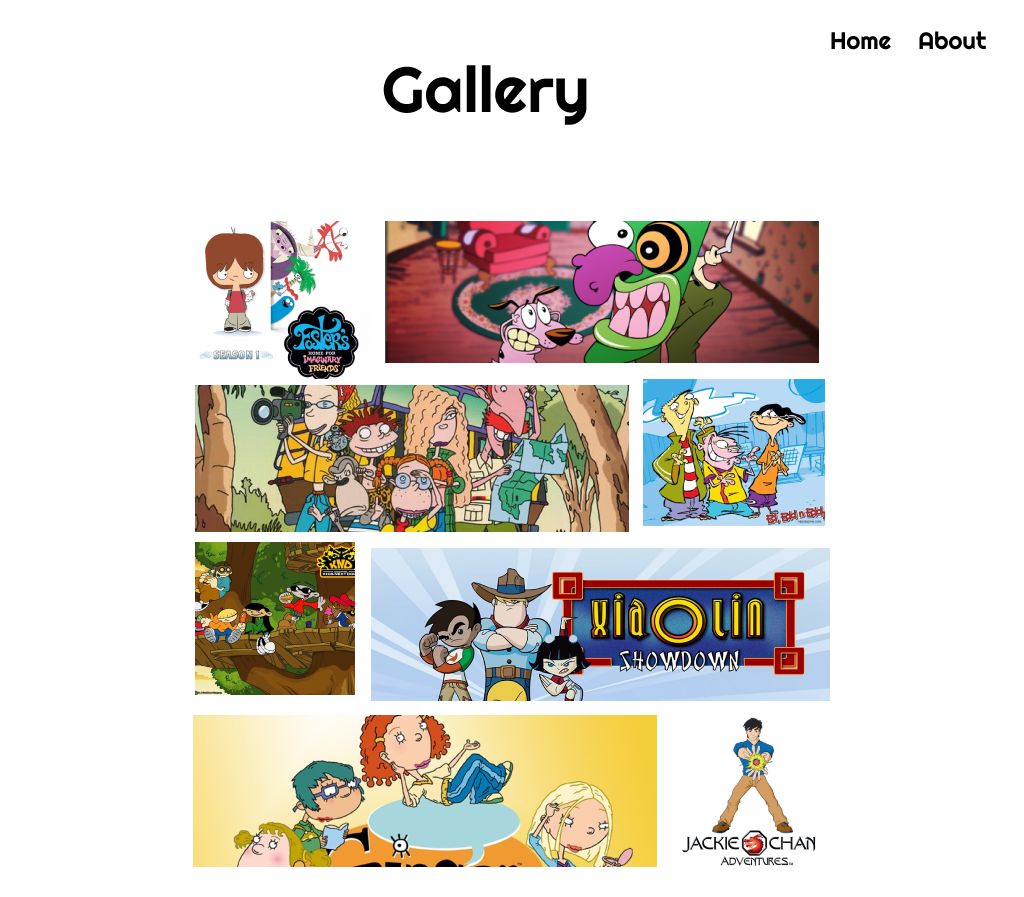 Home About
Gallery
SEASON 1
Foster's
HOME FOR
IMAGINARY
FRIENDS
Ed, Edd n Eddy
KND
XIAOLIN
SHOWDOWN
JACKIE CHAN
ADVENTURES